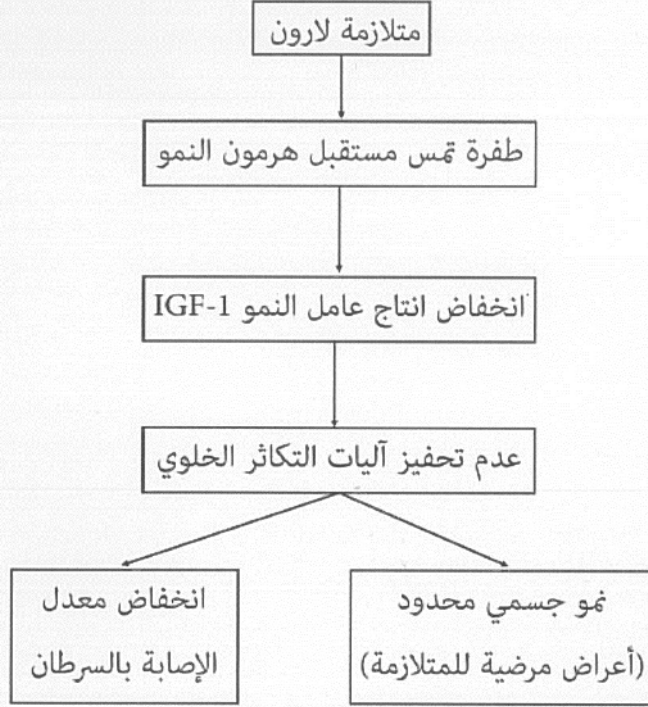 متلازمة لارون
طفرة تمس مستقبل هرمون النمو
انخفاض انتاج عامل النمو IGF-1
عدم تحفيز آليات التكاثر الخلوي
نمو جسمي محدود
(أعراض مرضية للمتلازمة)
انخفاض معدل
الإصابة بالسرطان